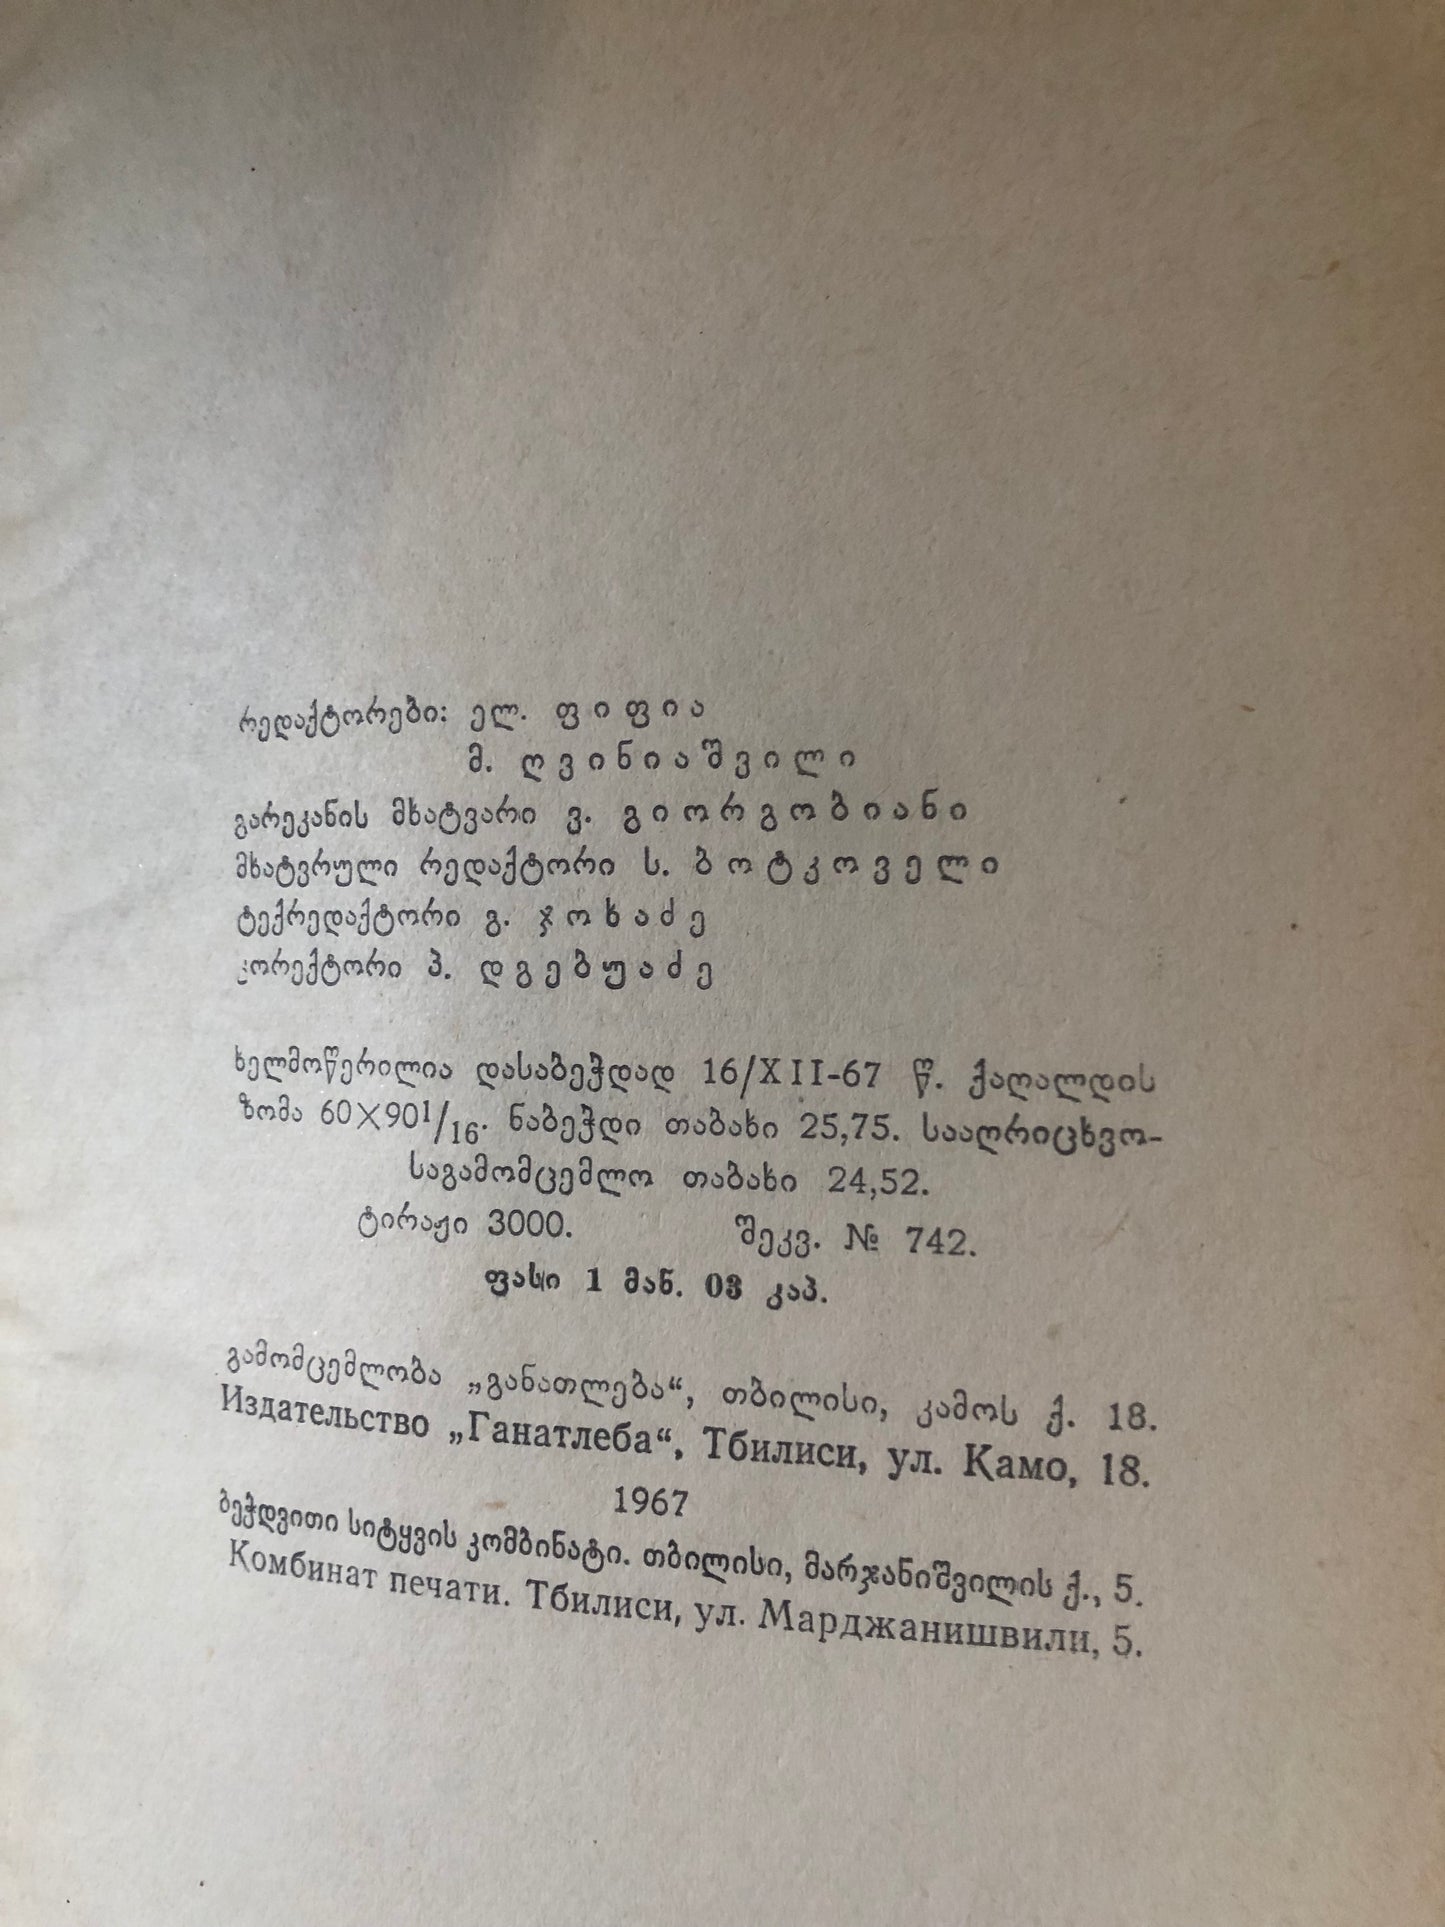 რედაქტორები: ელ. ფიფია
მ. ღვინიაშვილი
გარეკანის მხატვარი ვ. გიორგობიანი
მხატვრული რედაქტორი ს. ბოტკოველი
ტექრედაქტორი გ. ჯოხაძე
კორექტორი პ. დგებუაძე
ხელმოწერილია დასაბეჭდად 16/XII-67 წ. ქაღალდის
ზომა 60×90¹/₁₆. ნაბეჭდი თაბახი 25,75. სააღრიცხვო-
საგამომცემლო თაბახი 24,52.
ტირაჟი 3000. შეკვ. № 742.
ფასი 1 მან. 03 კაპ.
გამომცემლობა „განათლება“, თბილისი, კამოს ქ. 18.
Издательство „Ганатлеба“, Тбилиси, ул. Камо, 18.
1967
ბეჭდვითი სიტყვის კომბინატი. თბილისი, მარჯანიშვილის ქ., 5.
Комбинат печати. Тбилиси, ул. Марджанишвили, 5.